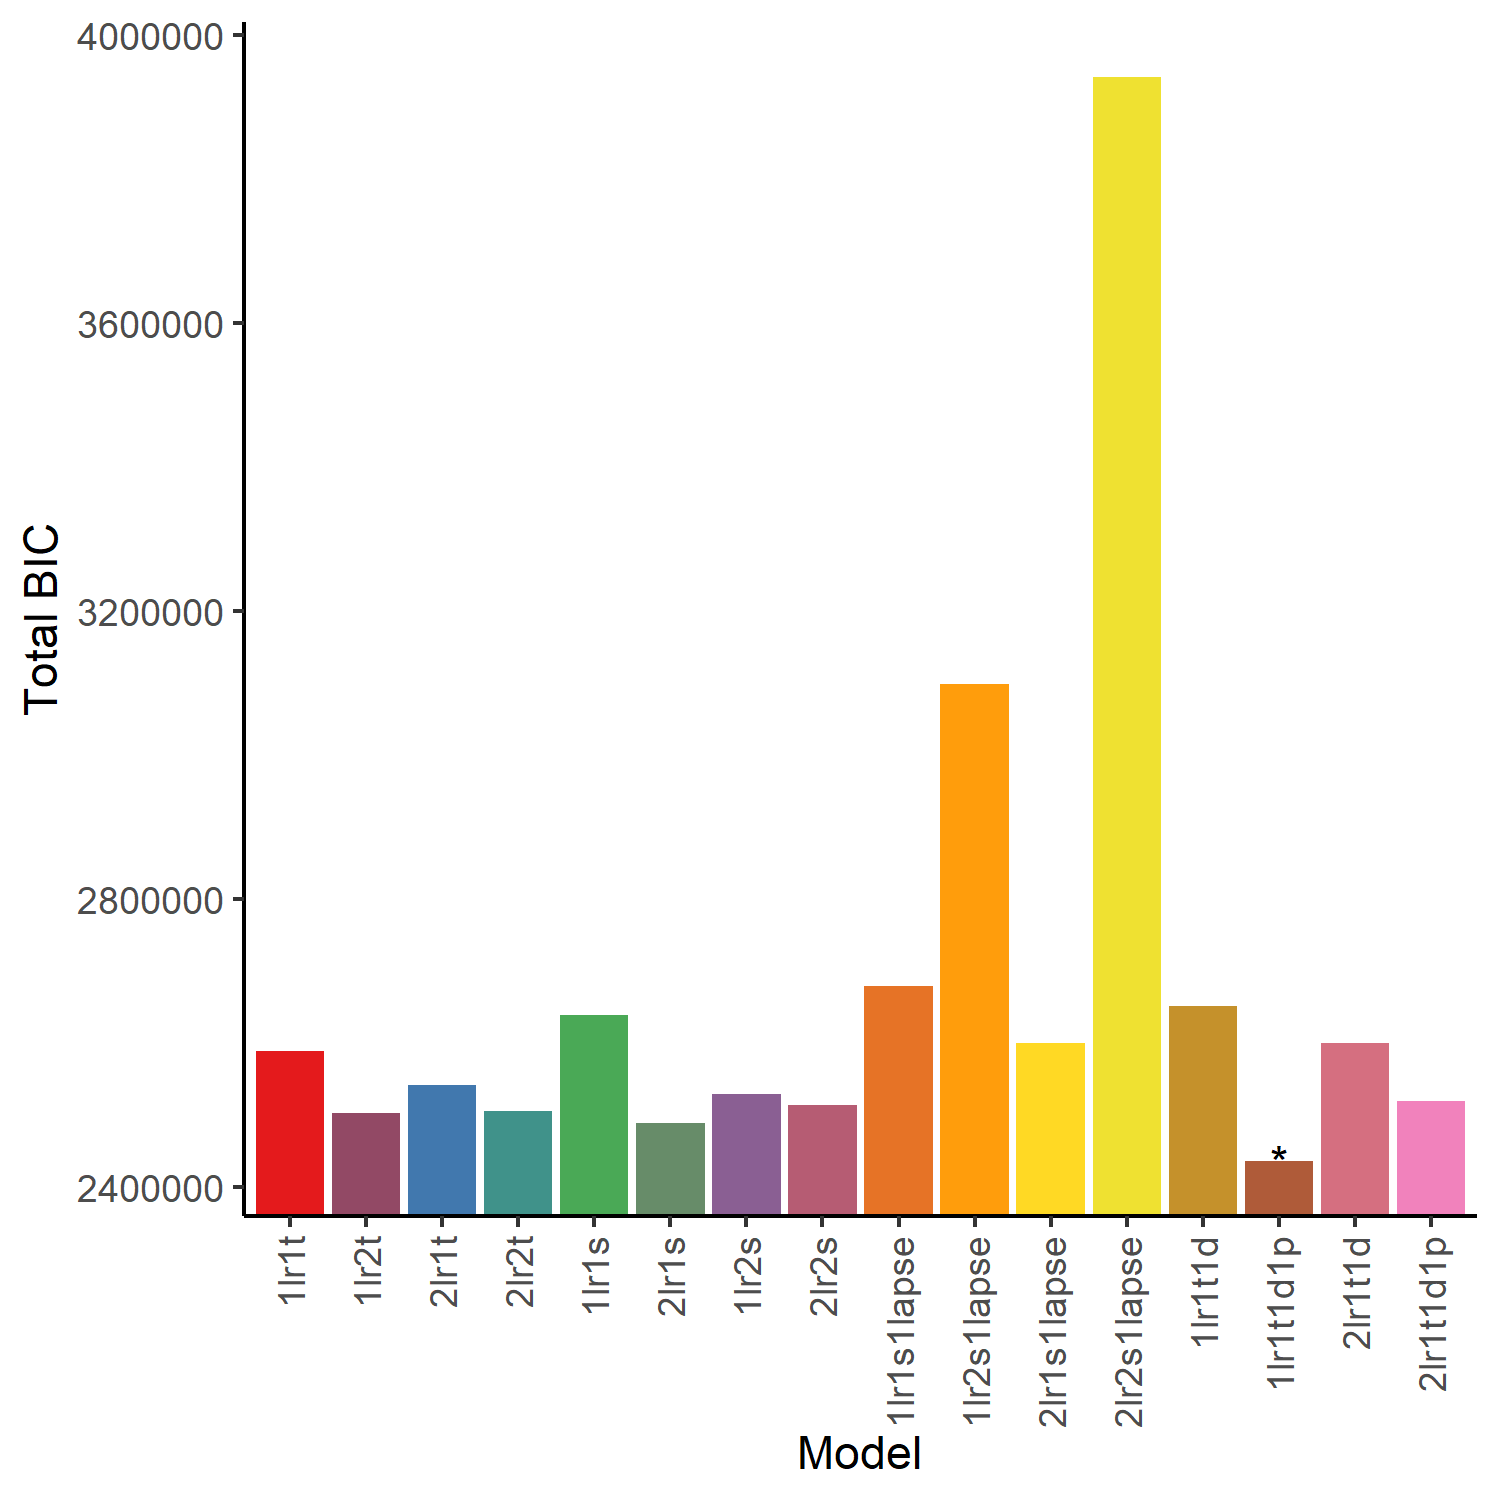 Total BIC
4000000
3600000
3200000
2800000
2400000
*
1lr1t
1lr2t
2lr1t
2lr2t
1lr1s
2lr1s
1lr2s
2lr2s
1lr1s1lapse
1lr2s1lapse
2lr1s1lapse
2lr2s1lapse
1lr1t1d
1lr1t1d1p
2lr1t1d
2lr1t1d1p
Model